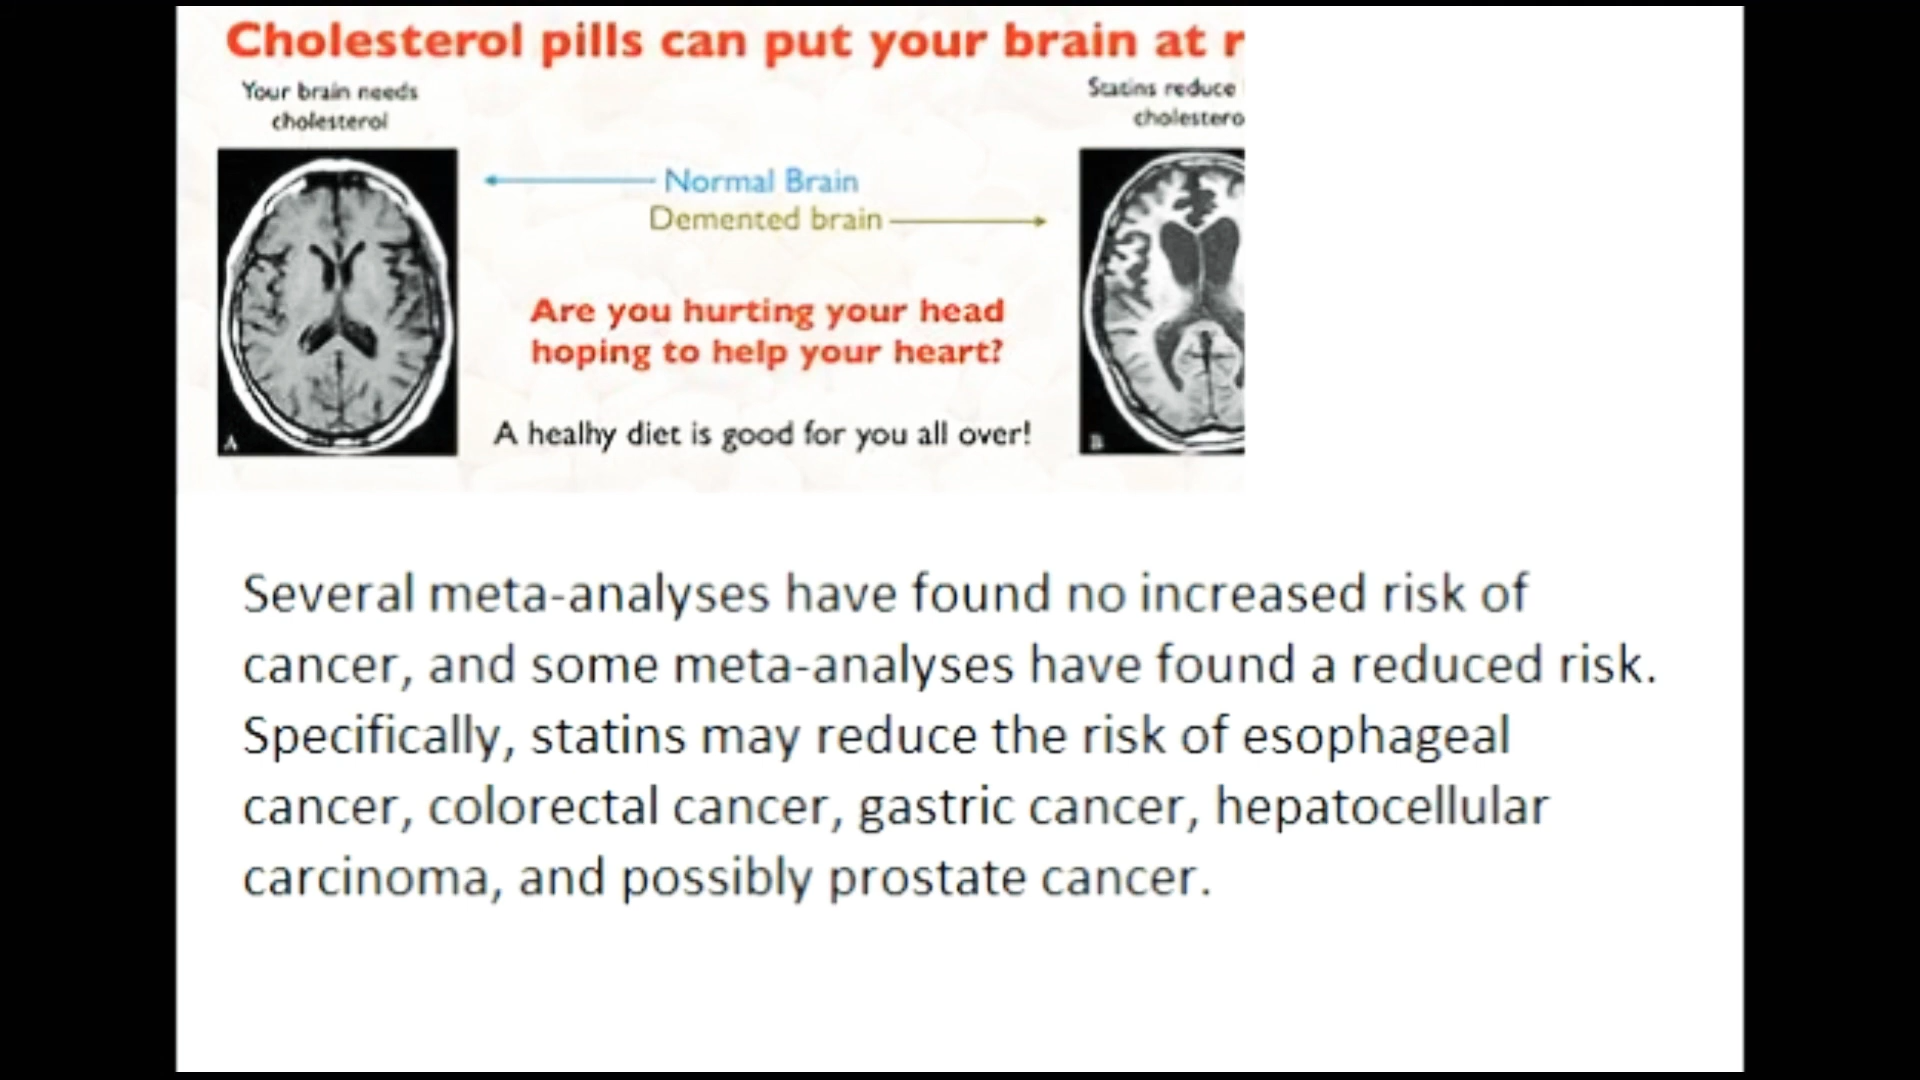 Cholesterol pills can put your brain at r
Your brain needs
cholesterol
Statins reduce
cholestero
Normal Brain
Demented brain
Are you hurting your head
hoping to help your heart?
A healhy diet is good for you all over!
A
B
Several meta-analyses have found no increased risk of
cancer, and some meta-analyses have found a reduced risk.
Specifically, statins may reduce the risk of esophageal
cancer, colorectal cancer, gastric cancer, hepatocellular
carcinoma, and possibly prostate cancer.